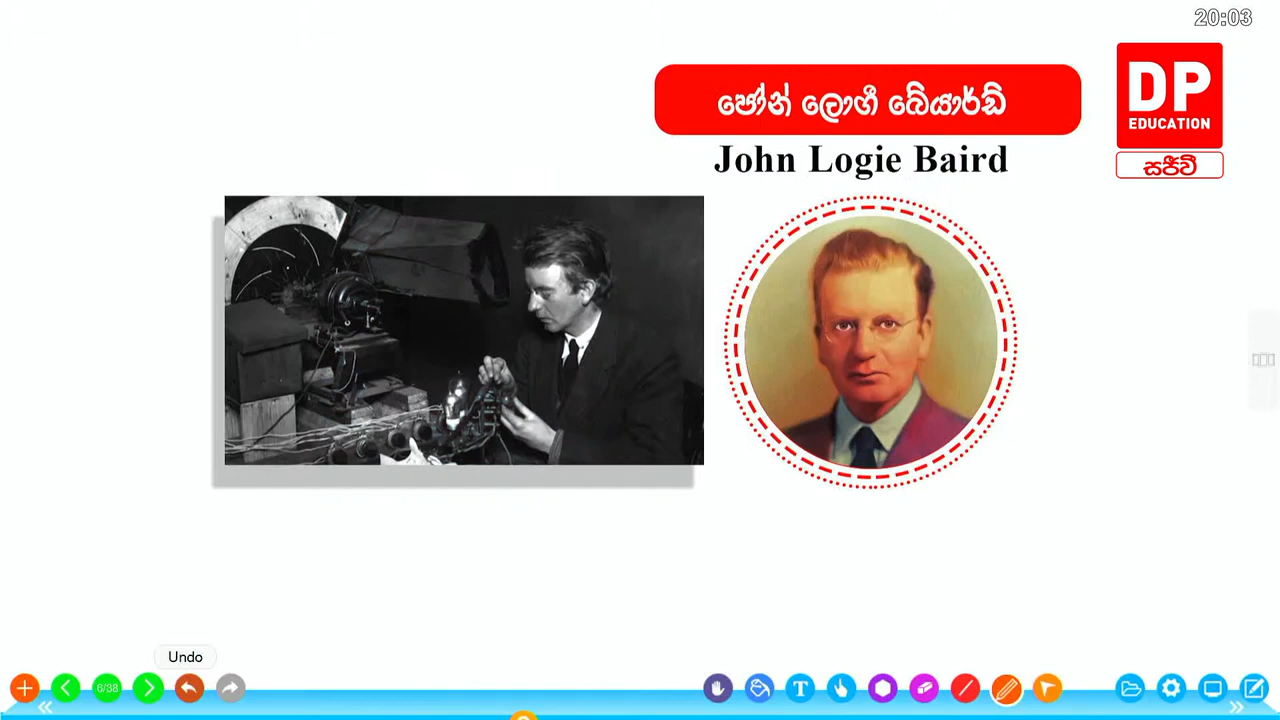 20:03
ජෝන් ලොගී බේයාර්ඩ්
John Logie Baird
DP
EDUCATION
සජීවී
Undo
6/38
T